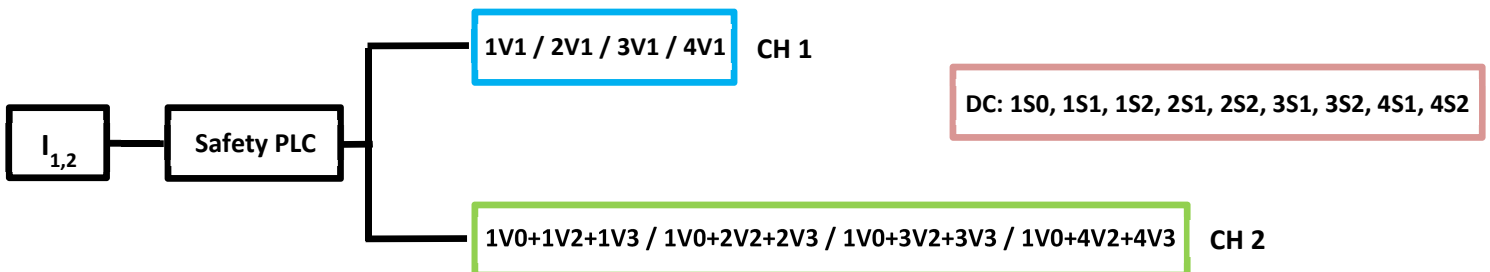 1V1 / 2V1 / 3V1 / 4V1
CH 1
DC: 1S0, 1S1, 1S2, 2S1, 2S2, 3S1, 3S2, 4S1, 4S2
I1,2
Safety PLC
1V0+1V2+1V3 / 1V0+2V2+2V3 / 1V0+3V2+3V3 / 1V0+4V2+4V3
CH 2